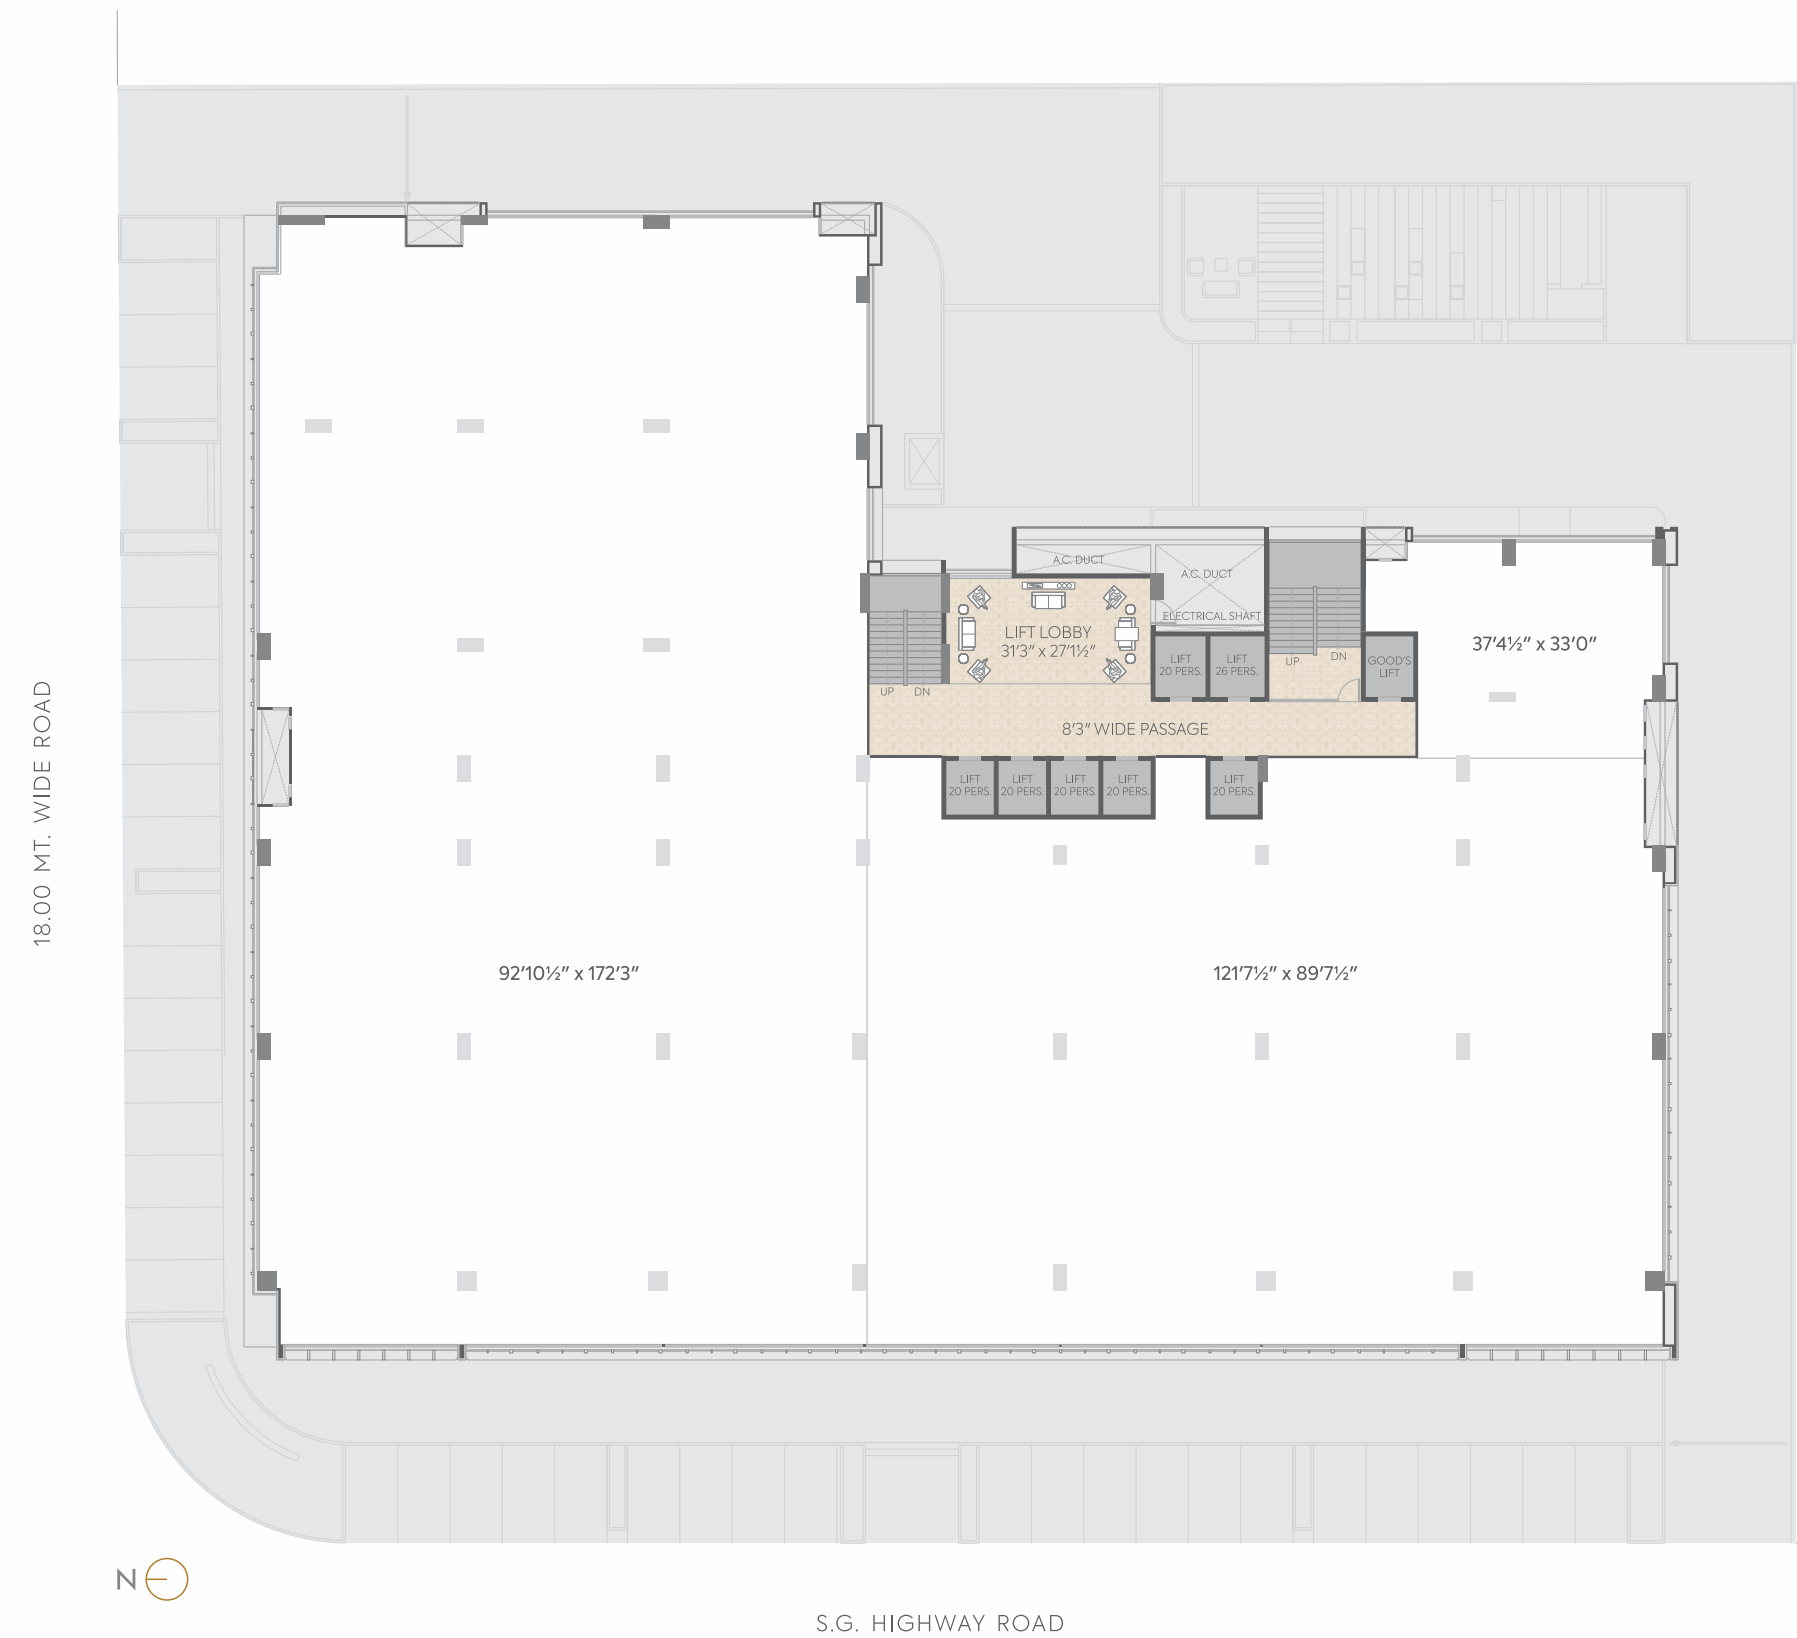 A.C. DUCT
A.C. DUCT
ELECTRICAL SHAFT
LIFT LOBBY
31'3" x 27'1½"
37'4½" x 33'0"
LIFT
20 PERS.
LIFT
26 PERS.
UP
DN
GOOD'S
LIFT
UP
DN
8'3" WIDE PASSAGE
LIFT
20 PERS.
LIFT
20 PERS.
LIFT
20 PERS.
LIFT
20 PERS.
LIFT
20 PERS.
18.00 MT. WIDE ROAD
92'10½" x 172'3"
121'7½" x 89'7½"
N
S.G. HIGHWAY ROAD